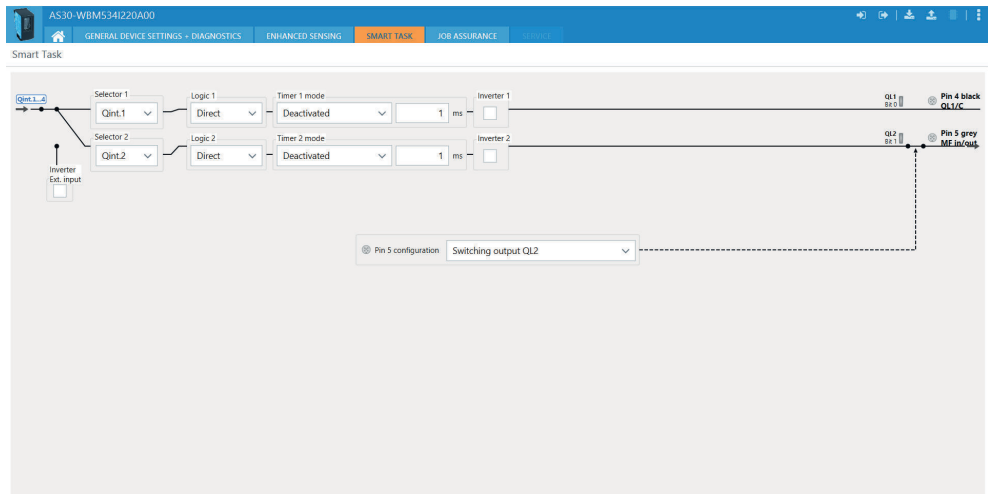 AS30-WBM534I220A00
GENERAL DEVICE SETTINGS + DIAGNOSTICS ENHANCED SENSING SMART TASK JOB ASSURANCE SERVICE
Smart Task
Qint.1...4
Selector 1 Logic 1 Timer 1 mode Inverter 1
Qint.1 Direct Deactivated 1 ms
QL1
Bit 0
Pin 4 black
QL1/C
Selector 2 Logic 2 Timer 2 mode Inverter 2
Qint.2 Direct Deactivated 1 ms
QL2
Bit 1
Pin 5 grey
MF in/out
Inverter
Ext. input
Pin 5 configuration Switching output QL2